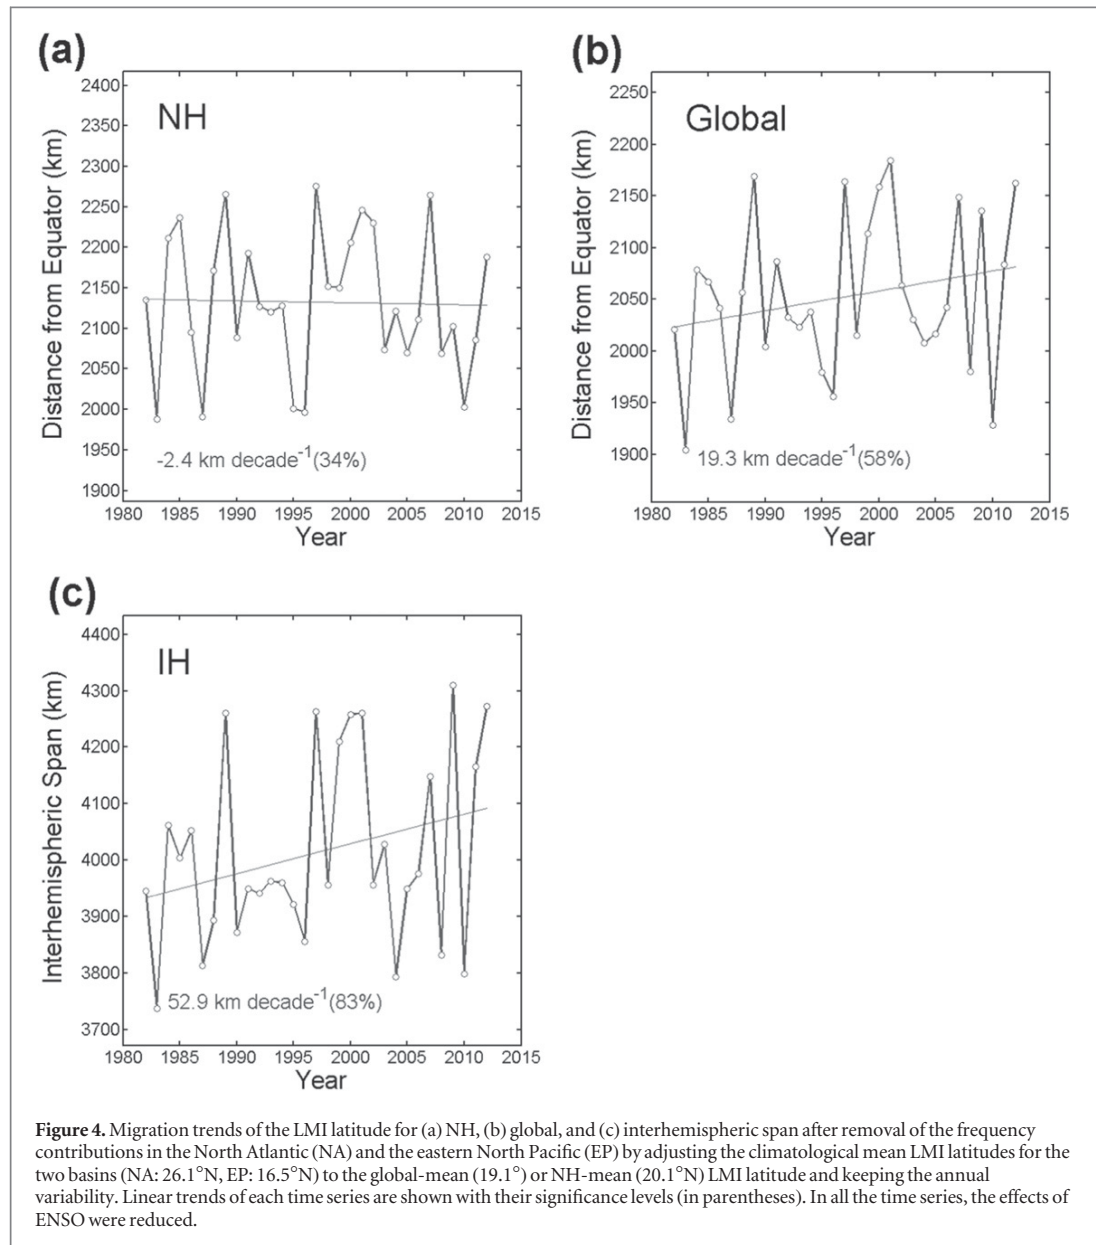 (a)
NH
Distance from Equator (km)
2400
2350
2300
2250
2200
2150
2100
2050
2000
1950
1900
-2.4 km decade⁻¹(34%)
1980 1985 1990 1995 2000 2005 2010 2015
Year
(b)
Global
Distance from Equator (km)
2250
2200
2150
2100
2050
2000
1950
1900
19.3 km decade⁻¹(58%)
1980 1985 1990 1995 2000 2005 2010 2015
Year
(c)
IH
Interhemispheric Span (km)
4400
4300
4200
4100
4000
3900
3800
3700
52.9 km decade⁻¹(83%)
1980 1985 1990 1995 2000 2005 2010 2015
Year
Figure 4. Migration trends of the LMI latitude for (a) NH, (b) global, and (c) interhemispheric span after removal of the frequency
contributions in the North Atlantic (NA) and the eastern North Pacific (EP) by adjusting the climatological mean LMI latitudes for the
two basins (NA: 26.1°N, EP: 16.5°N) to the global-mean (19.1°) or NH-mean (20.1°N) LMI latitude and keeping the annual
variability. Linear trends of each time series are shown with their significance levels (in parentheses). In all the time series, the effects of
ENSO were reduced.